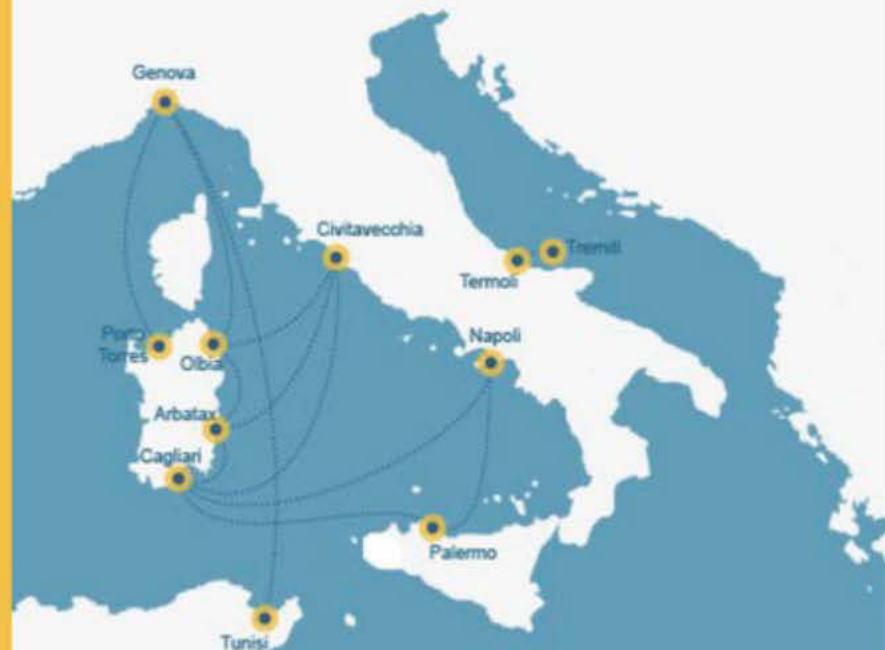 Genova
Civitavecchia
Tremiti
Termoli
Napoli
Porto
Torres
Olbia
Arbatax
Cagliari
Palermo
Tunisi